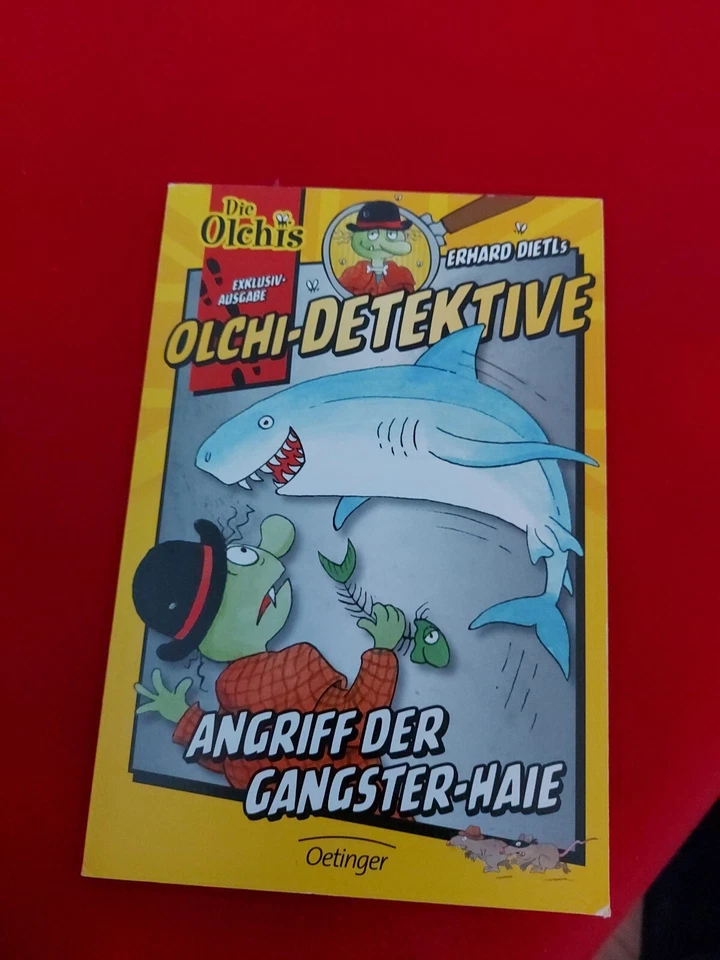 Die
Olchis
EXKLUSIV-
AUSGABE
ERHARD DIETLs
OLCHI-DETEKTIVE
ANGRIFF DER
GANGSTER-HAIE
Oetinger